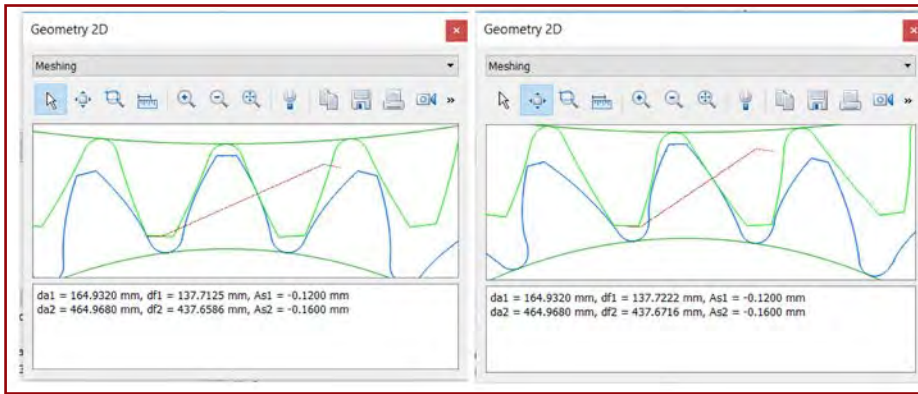 Geometry 2D
Meshing
da1 = 164.9320 mm, df1 = 137.7125 mm, As1 = -0.1200 mm
da2 = 464.9680 mm, df2 = 437.6586 mm, As2 = -0.1600 mm
Geometry 2D
Meshing
da1 = 164.9320 mm, df1 = 137.7222 mm, As1 = -0.1200 mm
da2 = 464.9680 mm, df2 = 437.6716 mm, As2 = -0.1600 mm